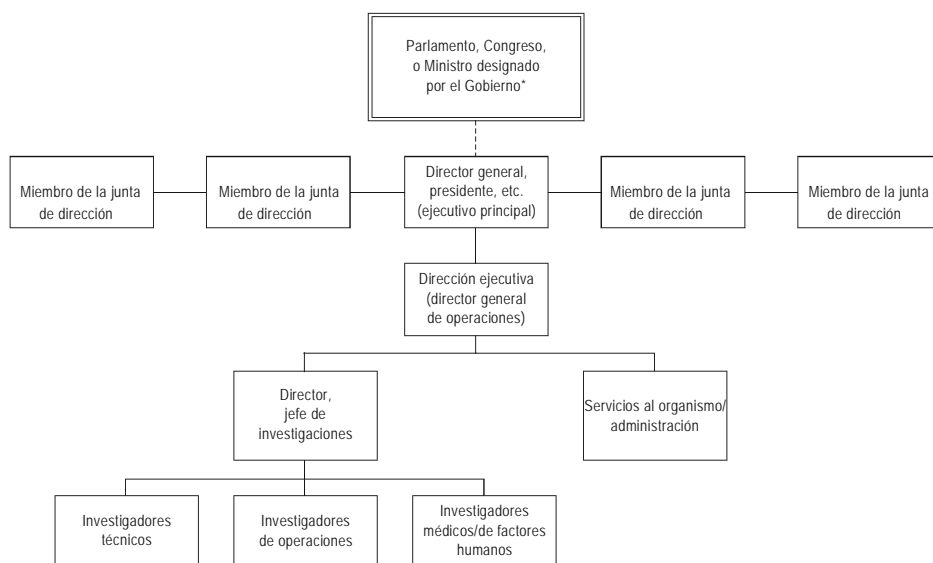 Parlamento, Congreso,
o Ministro designado
por el Gobierno*
Miembro de la junta
de dirección
Miembro de la junta
de dirección
Director general,
presidente, etc.
(ejecutivo principal)
Miembro de la junta
de dirección
Miembro de la junta
de dirección
Dirección ejecutiva
(director general
de operaciones)
Director,
jefe de
investigaciones
Servicios al organismo/
administración
Investigadores
técnicos
Investigadores
de operaciones
Investigadores
médicos/de factores
humanos